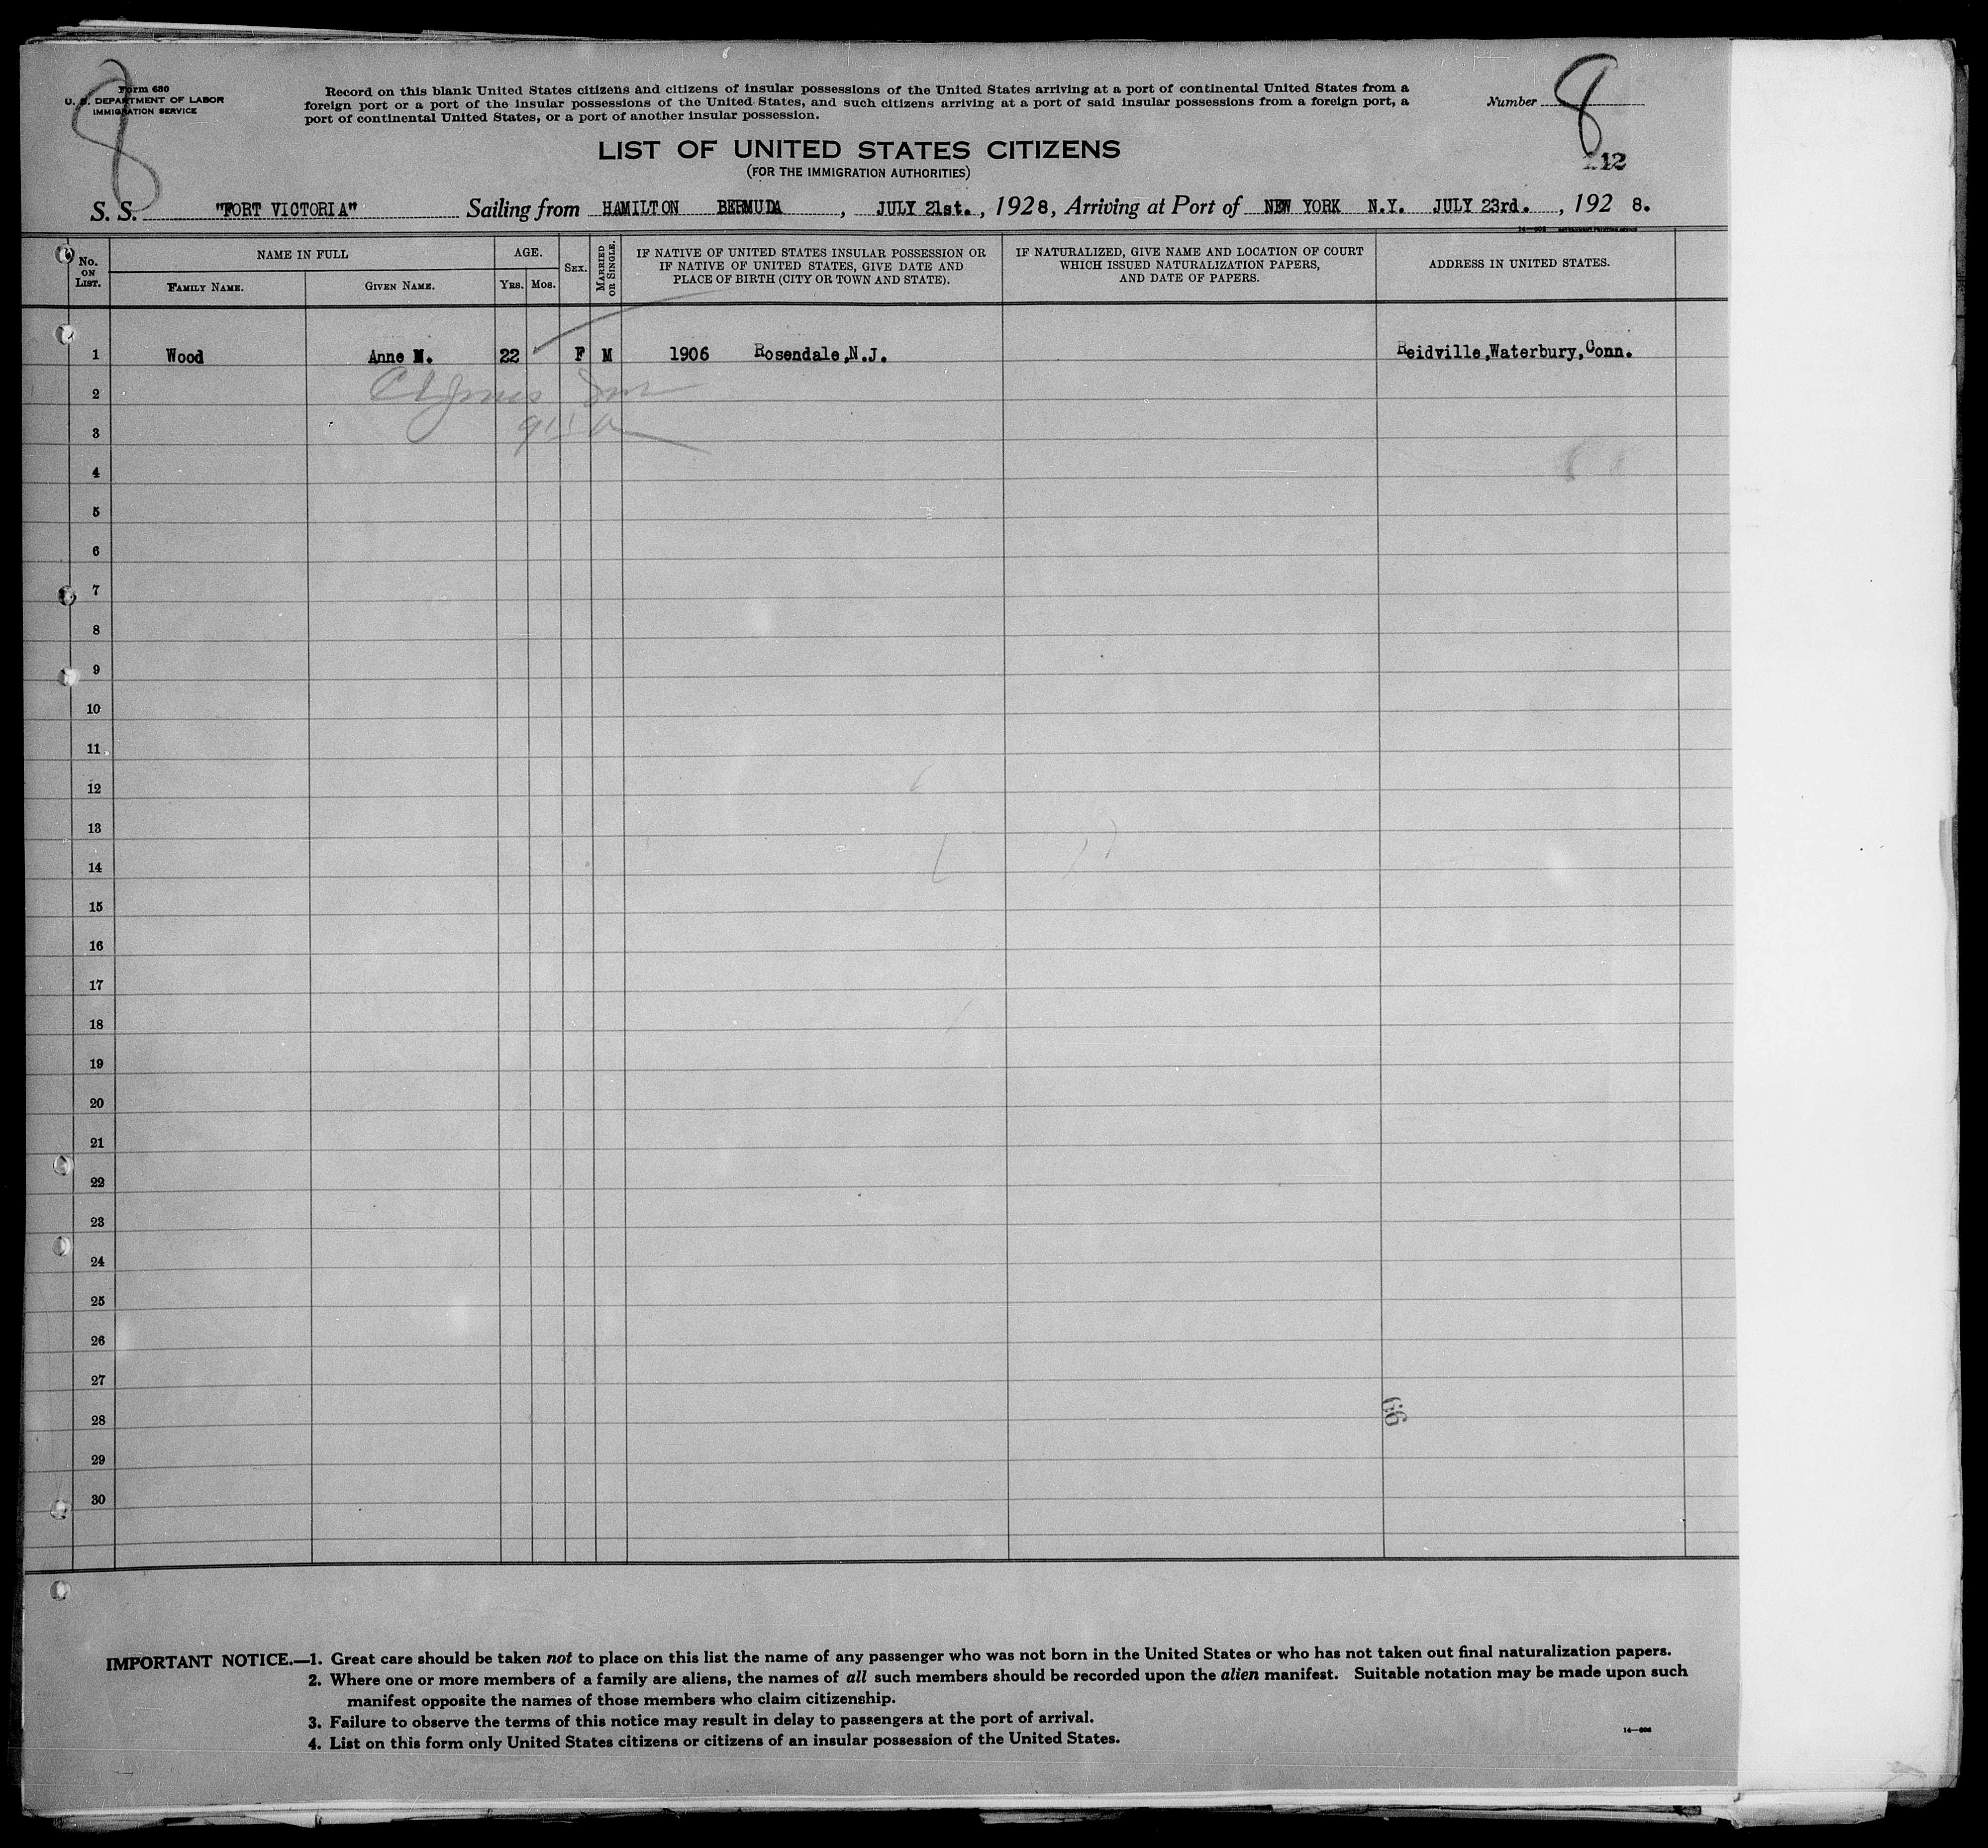 Form 630
U. S. DEPARTMENT OF LABOR
IMMIGRATION SERVICE
8
Record on this blank United States citizens and citizens of insular possessions of the United States arriving at a port of continental United States from a
foreign port or a port of the insular possessions of the United States, and such citizens arriving at a port of said insular possessions from a foreign port, a
port of continental United States, or a port of another insular possession.
Number 8
LIST OF UNITED STATES CITIZENS
(FOR THE IMMIGRATION AUTHORITIES)
S. S. "FORT VICTORIA" Sailing from HAMILTON BERMUDA, JULY 21st., 1928, Arriving at Port of NEW YORK N.Y. JULY 23rd., 192 8.
No. ON LIST.
NAME IN FULL
FAMILY NAME.
GIVEN NAME.
AGE.
YRS. MOS.
SEX.
MARRIED OR SINGLE.
IF NATIVE OF UNITED STATES INSULAR POSSESSION OR
IF NATIVE OF UNITED STATES, GIVE DATE AND
PLACE OF BIRTH (CITY OR TOWN AND STATE).
IF NATURALIZED, GIVE NAME AND LOCATION OF COURT
WHICH ISSUED NATURALIZATION PAPERS,
AND DATE OF PAPERS.
ADDRESS IN UNITED STATES.
1 Wood Anne M. 22 F M 1906 Rosendale,N.J. Reidville,Waterbury,Conn.
2
3
4
5
6
7
8
9
10
11
12
13
14
15
16
17
18
19
20
21
22
23
24
25
26
27
28
29
30
IMPORTANT NOTICE.—1. Great care should be taken not to place on this list the name of any passenger who was not born in the United States or who has not taken out final naturalization papers.
2. Where one or more members of a family are aliens, the names of all such members should be recorded upon the alien manifest. Suitable notation may be made upon such
manifest opposite the names of those members who claim citizenship.
3. Failure to observe the terms of this notice may result in delay to passengers at the port of arrival.
4. List on this form only United States citizens or citizens of an insular possession of the United States.